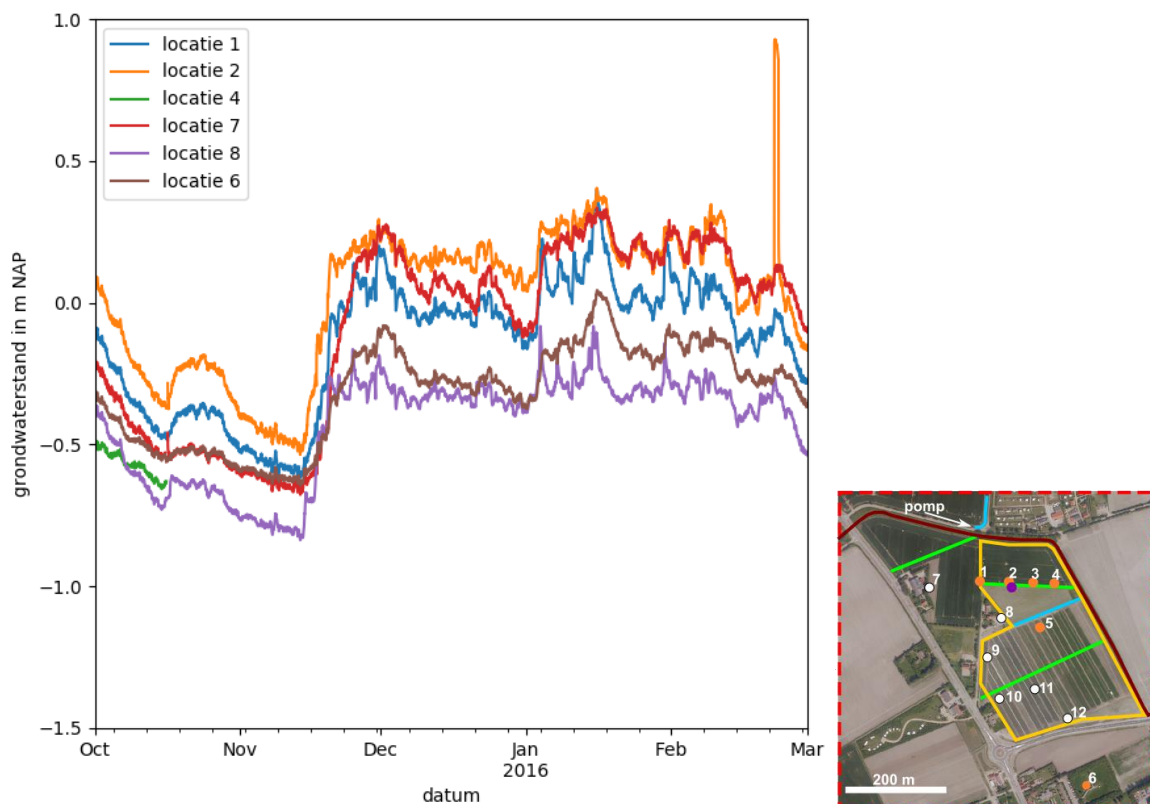 1.0
0.5
0.0
−0.5
−1.0
−1.5
grondwaterstand in m NAP
locatie 1
locatie 2
locatie 4
locatie 7
locatie 8
locatie 6
Oct
Nov
Dec
Jan
2016
Feb
Mar
datum
pomp
1
2
3
4
7
8
5
9
11
10
12
6
200 m